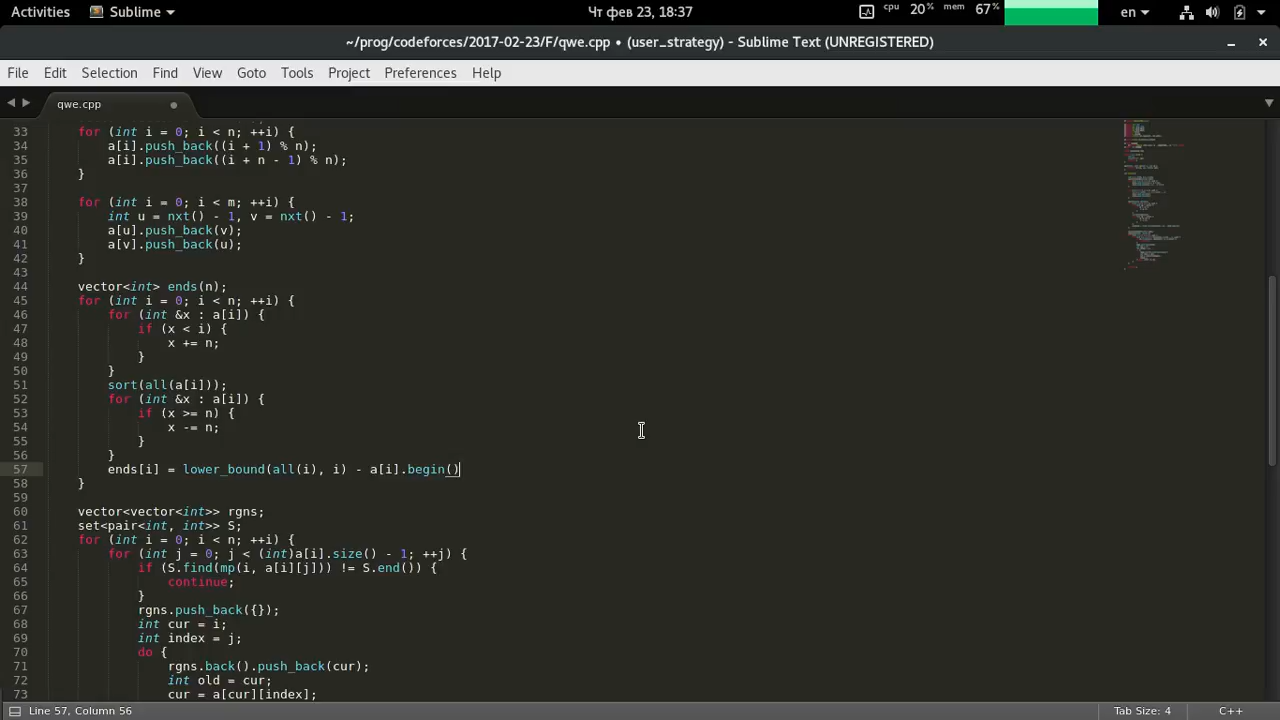 Activities Sublime Чт фев 23, 18:37 cpu 20% mem 67% en
~/prog/codeforces/2017-02-23/F/qwe.cpp • (user_strategy) - Sublime Text (UNREGISTERED)
File Edit Selection Find View Goto Tools Project Preferences Help
qwe.cpp
33 for (int i = 0; i < n; ++i) {
34 a[i].push_back((i + 1) % n);
35 a[i].push_back((i + n - 1) % n);
36 }
37
38 for (int i = 0; i < m; ++i) {
39 int u = nxt() - 1, v = nxt() - 1;
40 a[u].push_back(v);
41 a[v].push_back(u);
42 }
43
44 vector<int> ends(n);
45 for (int i = 0; i < n; ++i) {
46 for (int &x : a[i]) {
47 if (x < i) {
48 x += n;
49 }
50 }
51 sort(all(a[i]));
52 for (int &x : a[i]) {
53 if (x >= n) {
54 x -= n;
55 }
56 }
57 ends[i] = lower_bound(all(i), i) - a[i].begin()
58 }
59
60 vector<vector<int>> rgns;
61 set<pair<int, int>> S;
62 for (int i = 0; i < n; ++i) {
63 for (int j = 0; j < (int)a[i].size() - 1; ++j) {
64 if (S.find(mp(i, a[i][j])) != S.end()) {
65 continue;
66 }
67 rgns.push_back({});
68 int cur = i;
69 int index = j;
70 do {
71 rgns.back().push_back(cur);
72 int old = cur;
73 cur = a[cur][index];
Line 57, Column 56 Tab Size: 4 C++